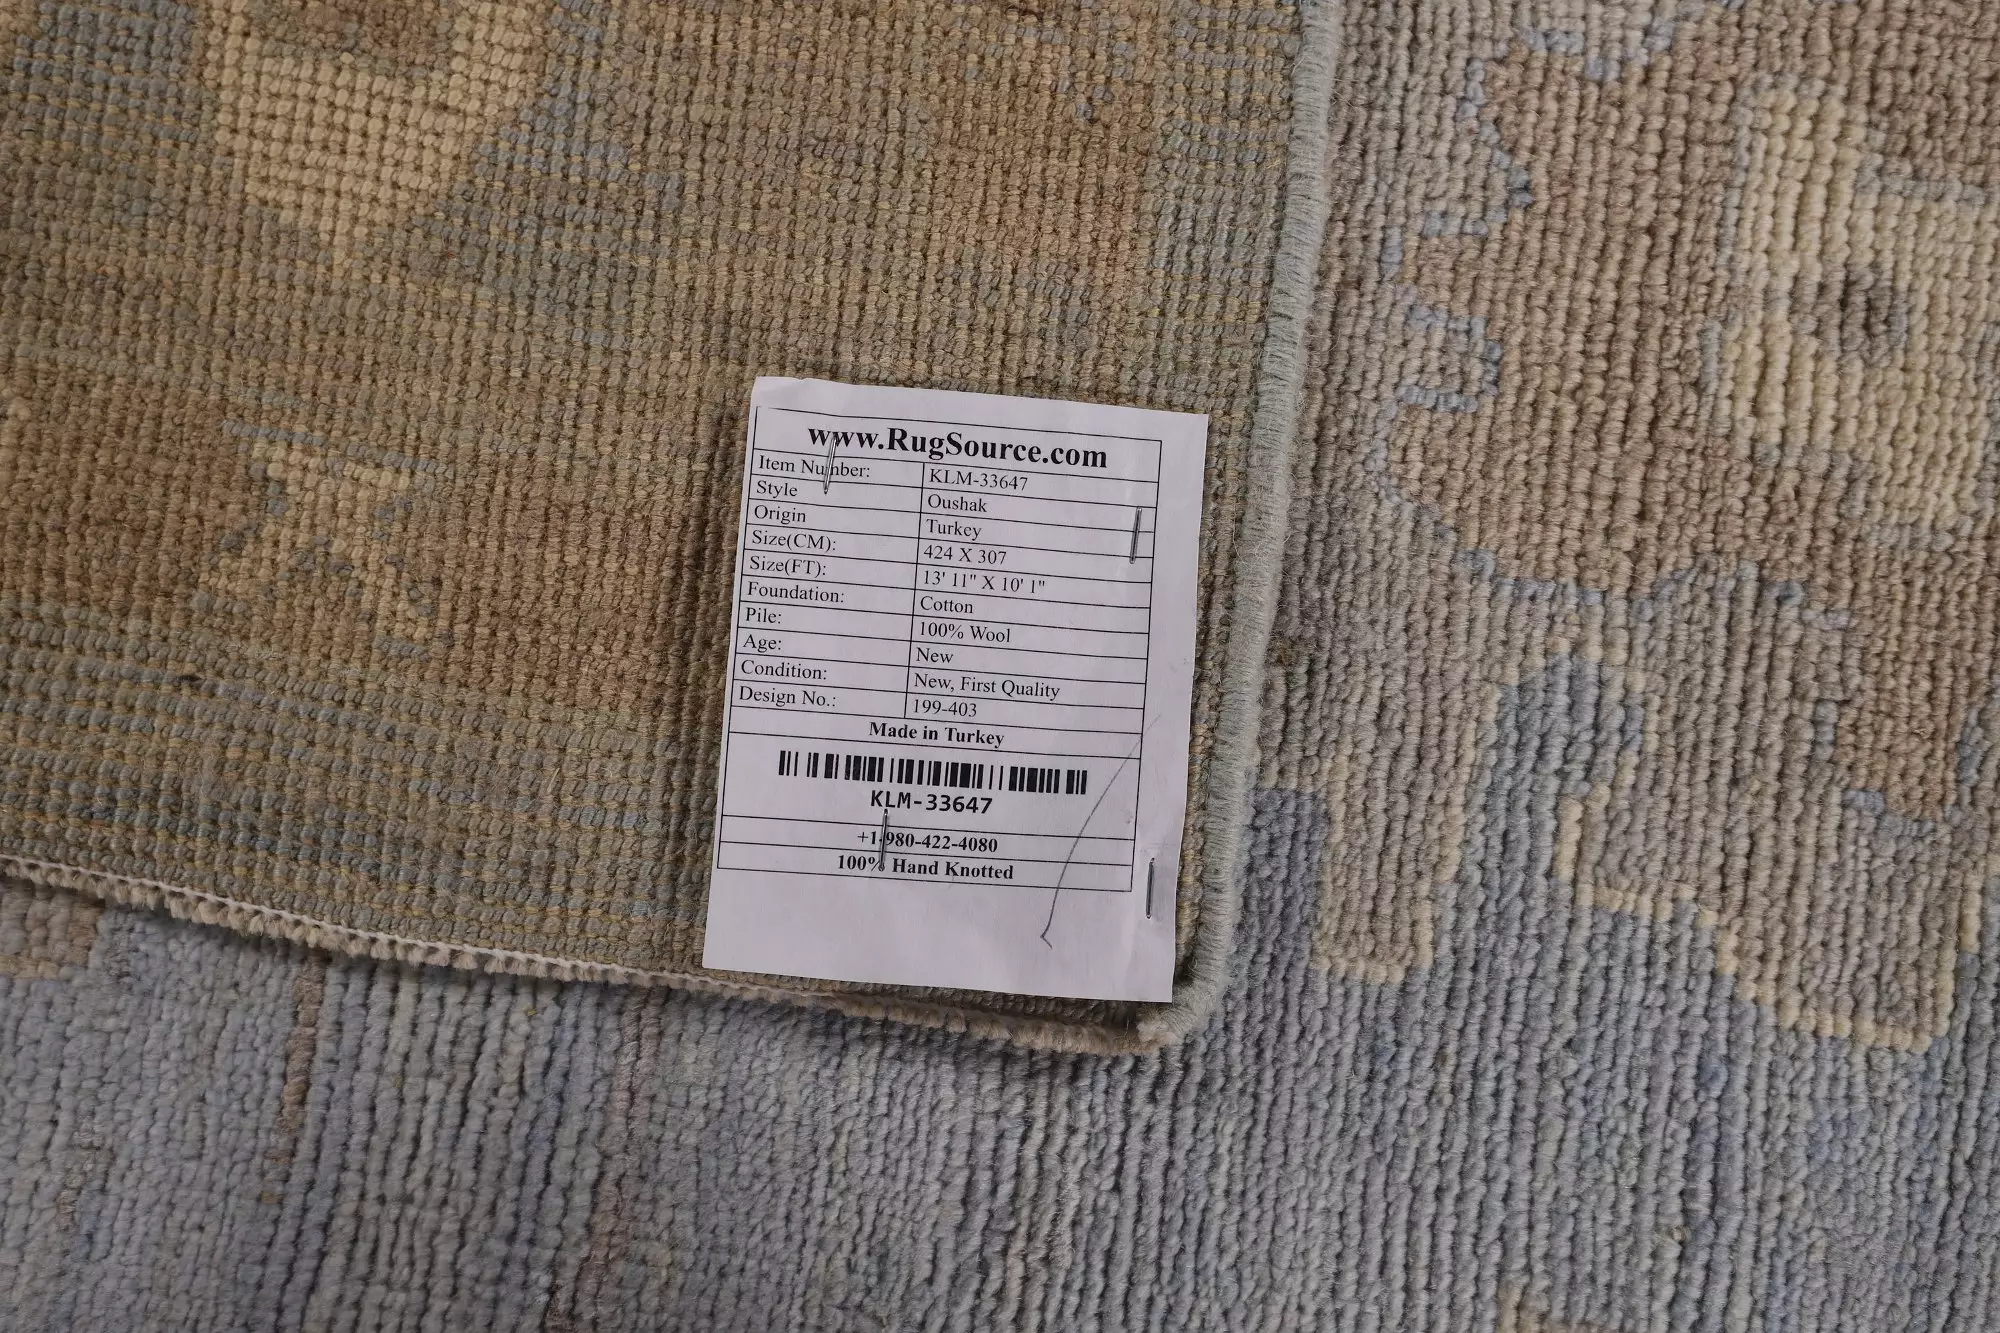 www.RugSource.com
Item Number: KLM-33647
Style Oushak
Origin Turkey
Size(CM): 424 X 307
Size(FT): 13' 11" X 10' 1"
Foundation: Cotton
Pile: 100% Wool
Age: New
Condition: New, First Quality
Design No.: 199-403
Made in Turkey
KLM-33647
+1-980-422-4080
100% Hand Knotted